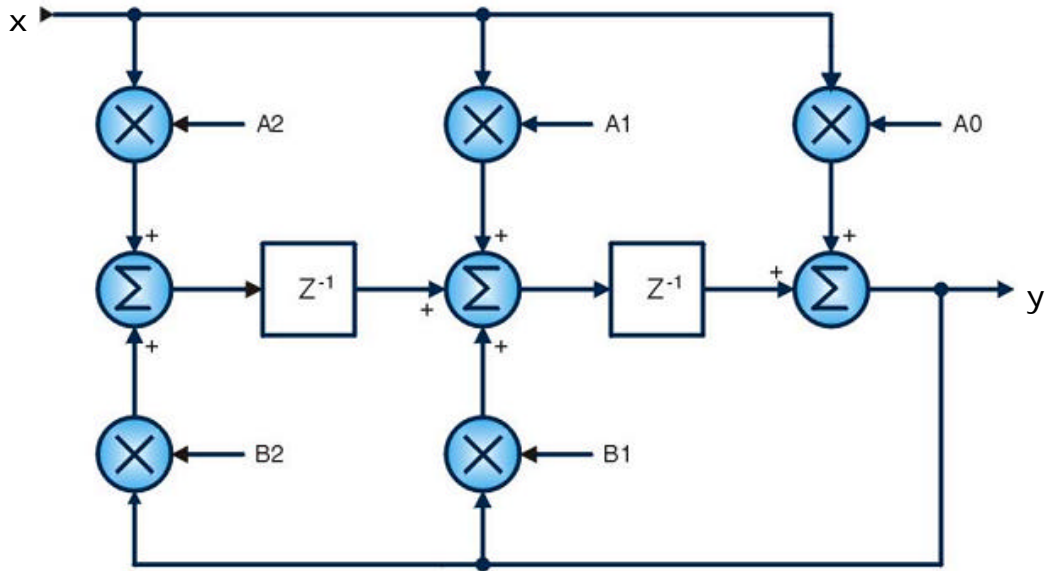 x
A2
A1
A0
+ + +
Σ Z⁻¹ + Σ Z⁻¹ + Σ y
+ +
B2
B1